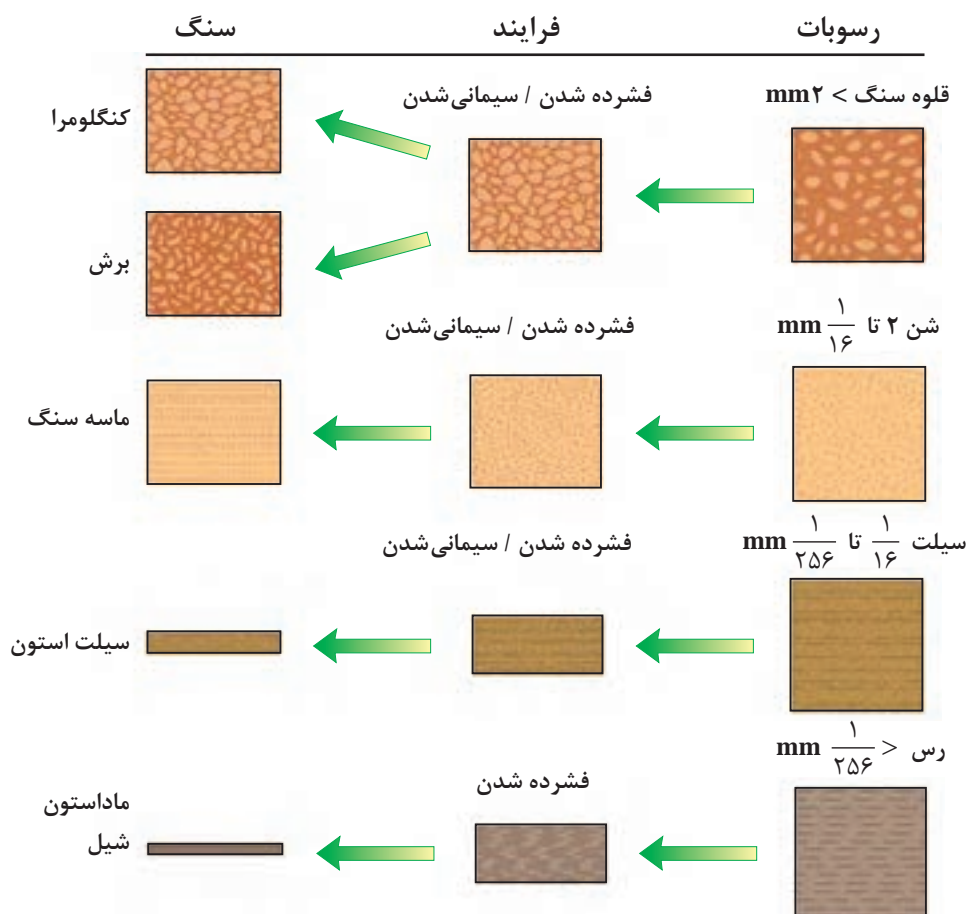 رسوبات فرایند سنگ
قلوه سنگ > ۲mm
فشرده شدن / سیمانی‌شدن
کنگلومرا
برش
شن ۲ تا ۱/۱۶ mm
فشرده شدن / سیمانی‌شدن
ماسه سنگ
سیلت ۱/۱۶ تا ۱/۲۵۶ mm
فشرده شدن / سیمانی‌شدن
سیلت استون
رس < ۱/۲۵۶ mm
فشرده شدن
ماداستون
شیل